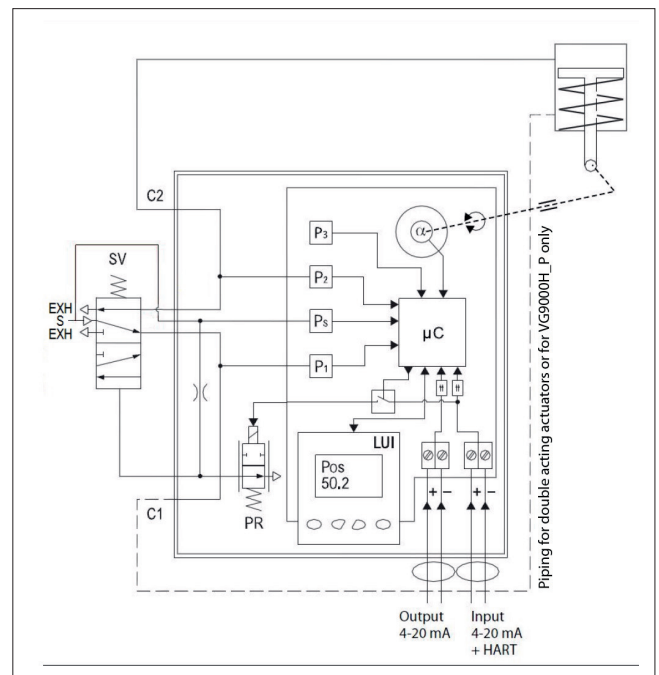 C2
SV
EXH
S
EXH
P3
P2
PS
P1
α
µC
LUI
Pos
50.2
PR
C1
+ −
+ −
Output
4-20 mA
Input
4-20 mA
+ HART
Piping for double acting actuators or for VG9000H_P only